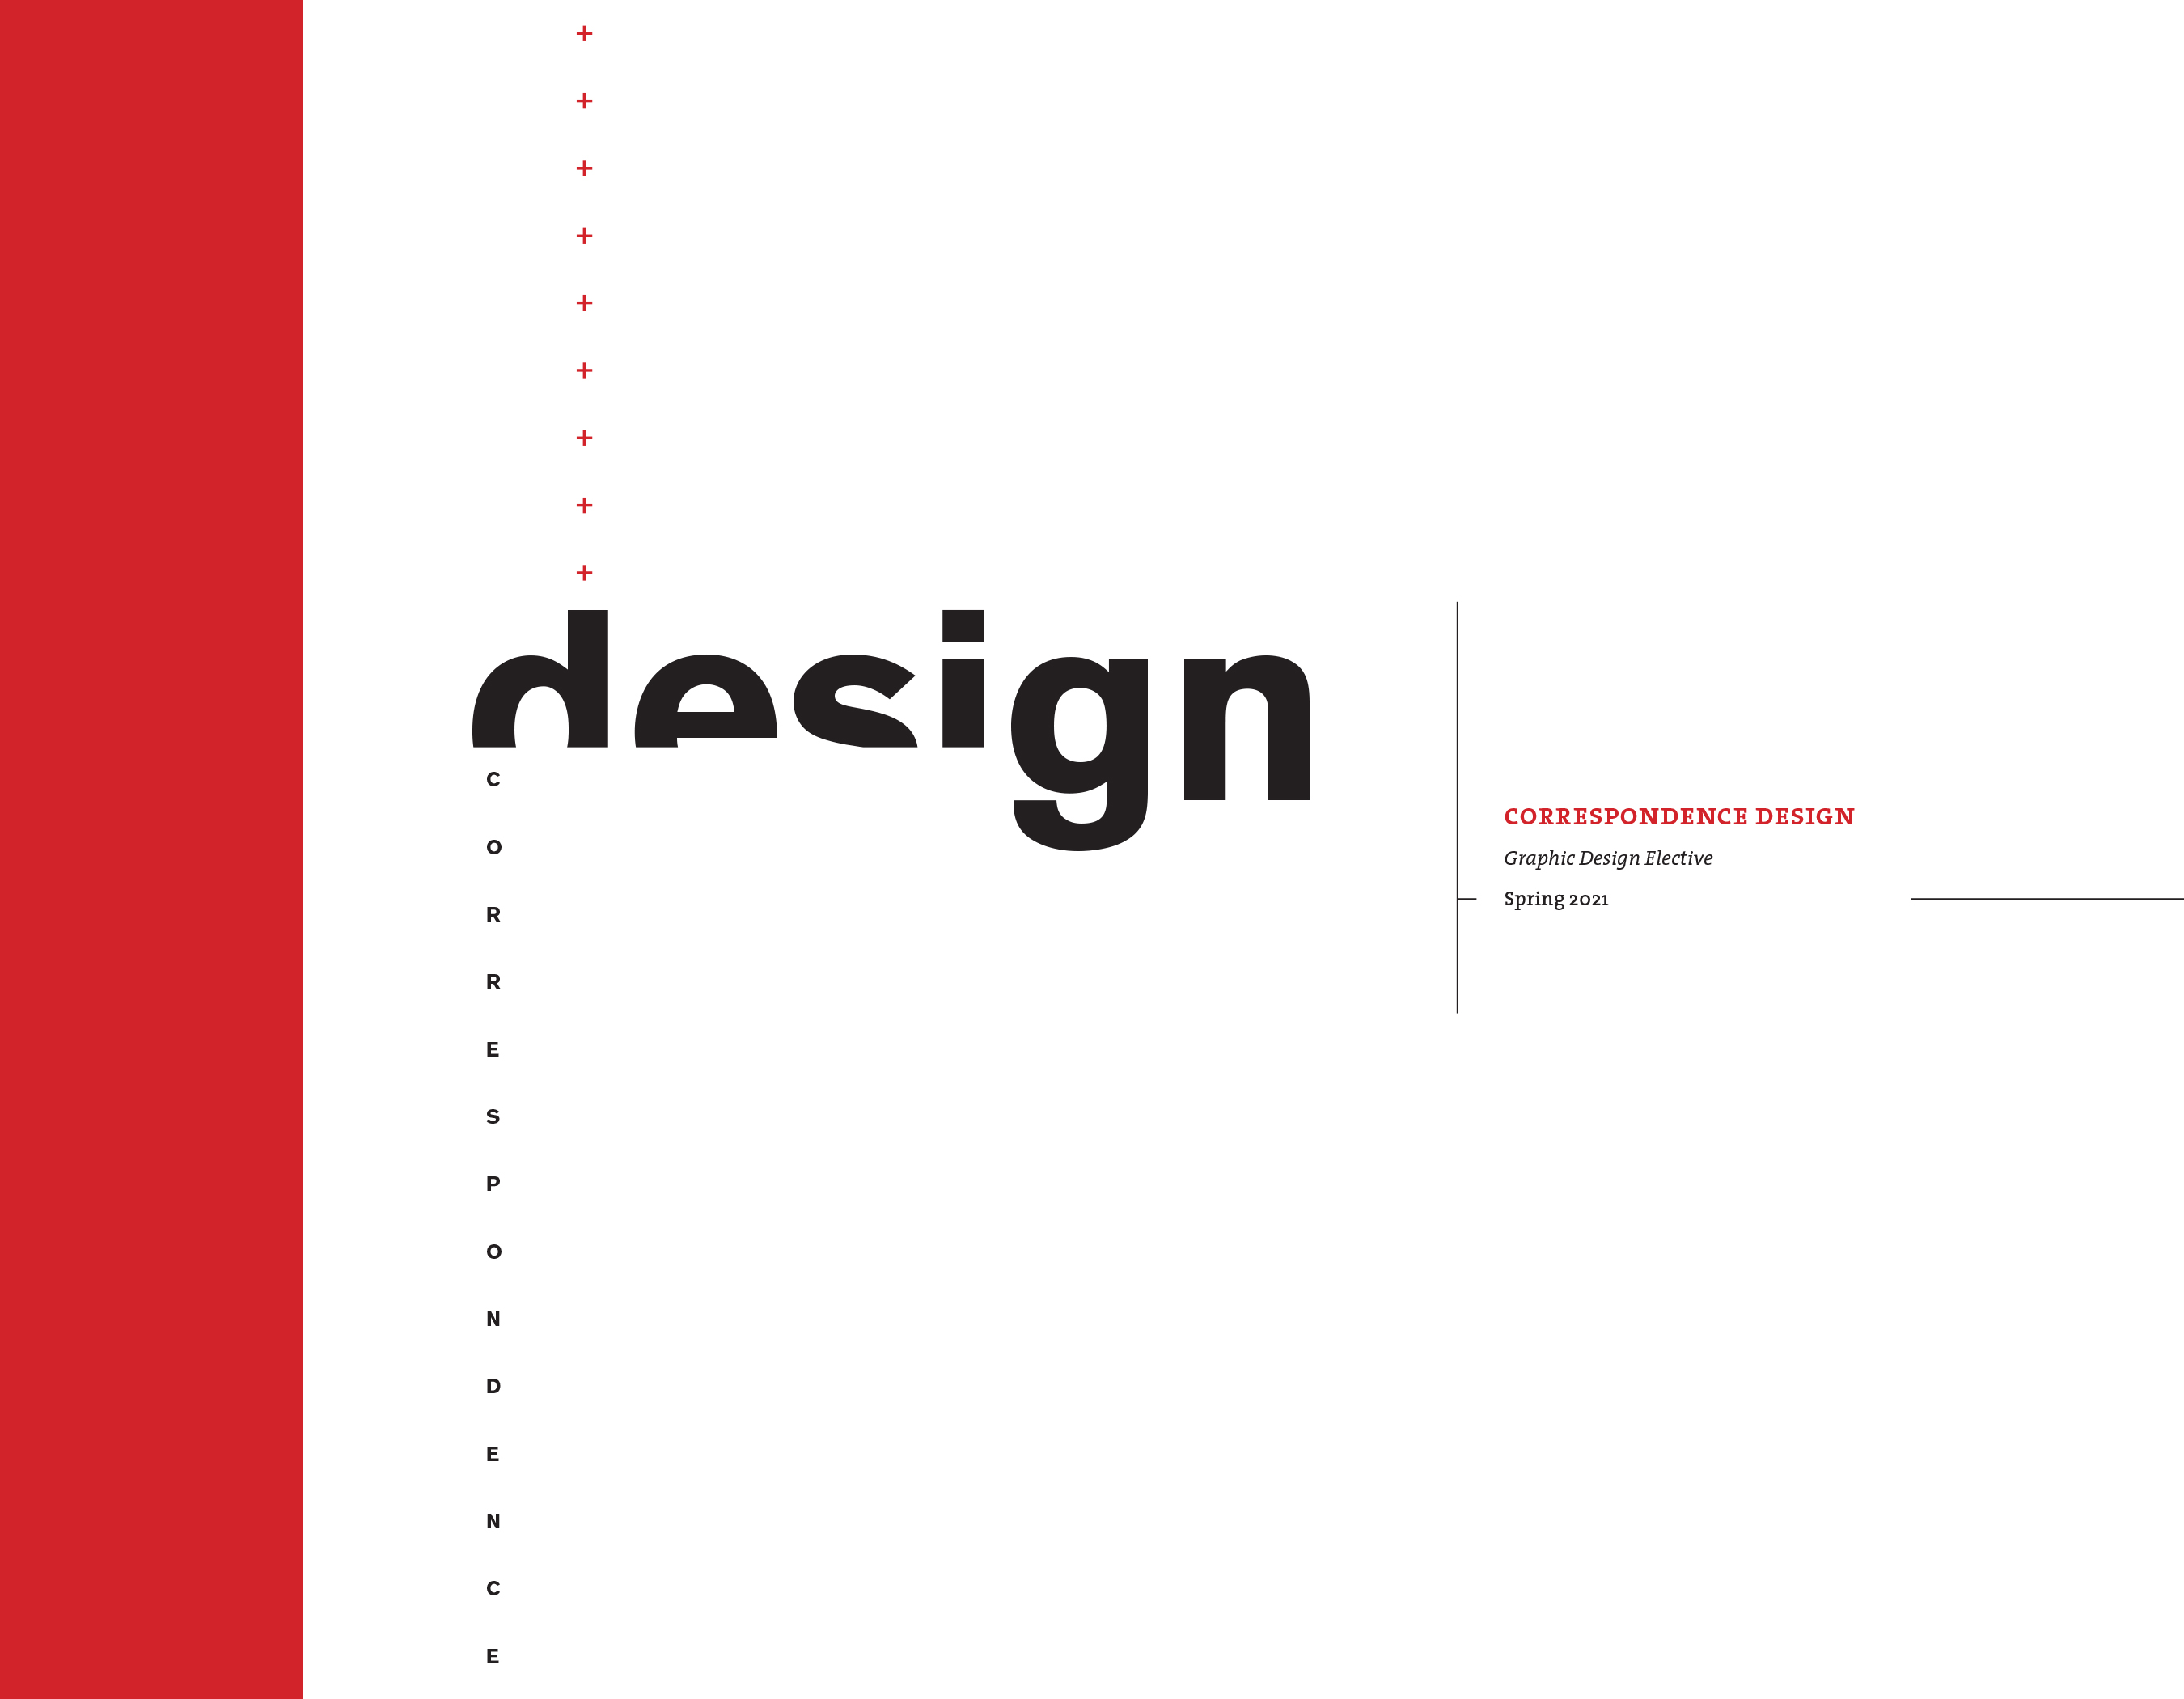 +
+
+
+
+
+
+
+
+
design
C
O
R
R
E
S
P
O
N
D
E
N
C
E
CORRESPONDENCE DESIGN
Graphic Design Elective
Spring 2021